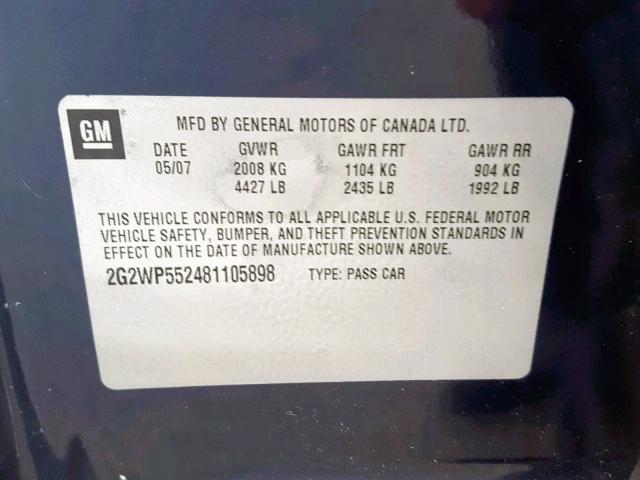 GM® MFD BY GENERAL MOTORS OF CANADA LTD.
DATE GVWR GAWR FRT GAWR RR
05/07 2008 KG 1104 KG 904 KG
4427 LB 2435 LB 1992 LB
THIS VEHICLE CONFORMS TO ALL APPLICABLE U.S. FEDERAL MOTOR
VEHICLE SAFETY, BUMPER, AND THEFT PREVENTION STANDARDS IN
EFFECT ON THE DATE OF MANUFACTURE SHOWN ABOVE.
2G2WP552481105898 TYPE: PASS CAR